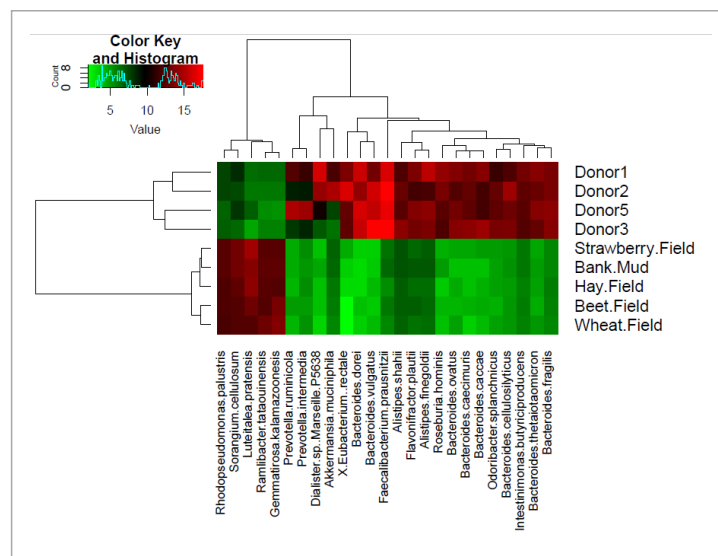 Color Key
and Histogram
Count
0 8
5 10 15
Value
Donor1
Donor2
Donor5
Donor3
Strawberry.Field
Bank.Mud
Hay.Field
Beet.Field
Wheat.Field
Rhodopseudomonas.palustris
Sorangium.cellulosum
Luteitalea.pratensis
Ramlibacter.tataouinensis
Gemmatirosa.kalamazoonesis
Prevotella.ruminicola
Prevotella.intermedia
Dialister.sp..Marseille.P5638
Akkermansia.muciniphila
X.Eubacterium..rectale
Bacteroides.dorei
Bacteroides.vulgatus
Faecalibacterium.prausnitzii
Alistipes.shahii
Flavonifractor.plautii
Alistipes.finegoldii
Roseburia.hominis
Bacteroides.ovatus
Bacteroides.caecimuris
Bacteroides.caccae
Odoribacter.splanchnicus
Bacteroides.cellulosilyticus
Intestinimonas.butyriciproducens
Bacteroides.thetaiotaomicron
Bacteroides.fragilis